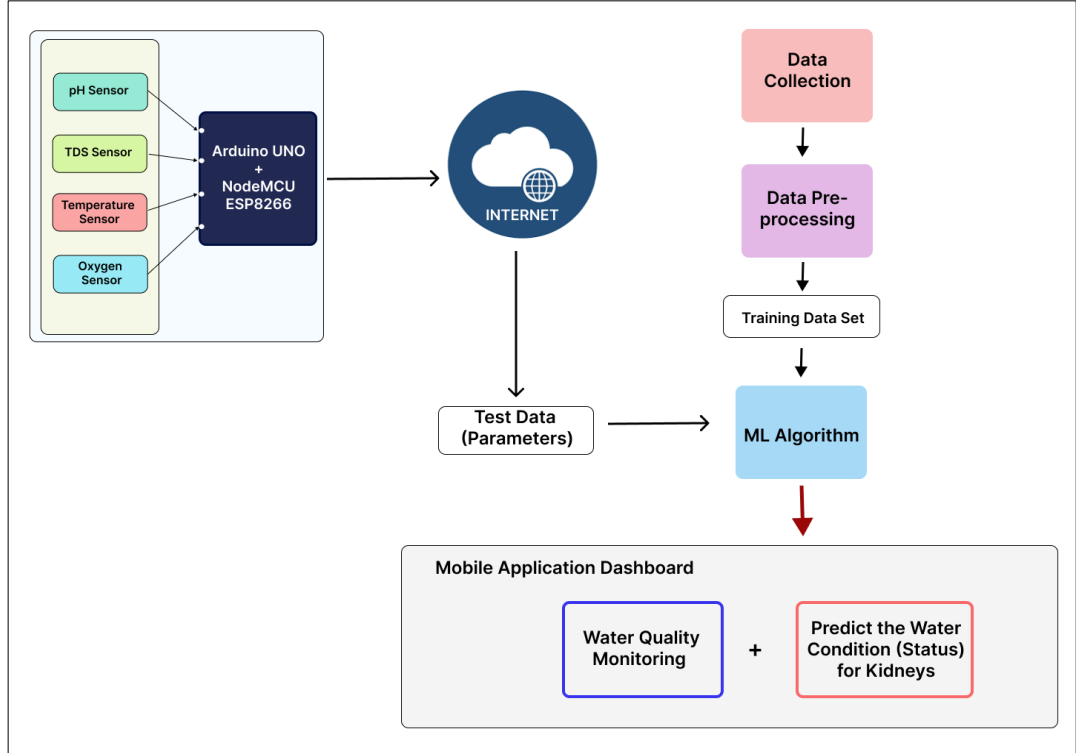 pH Sensor
TDS Sensor
Temperature
Sensor
Oxygen
Sensor
Arduino UNO
+
NodeMCU
ESP8266
INTERNET
Data
Collection
Data Pre-
processing
Training Data Set
Test Data
(Parameters)
ML Algorithm
Mobile Application Dashboard
Water Quality
Monitoring
+
Predict the Water
Condition (Status)
for Kidneys